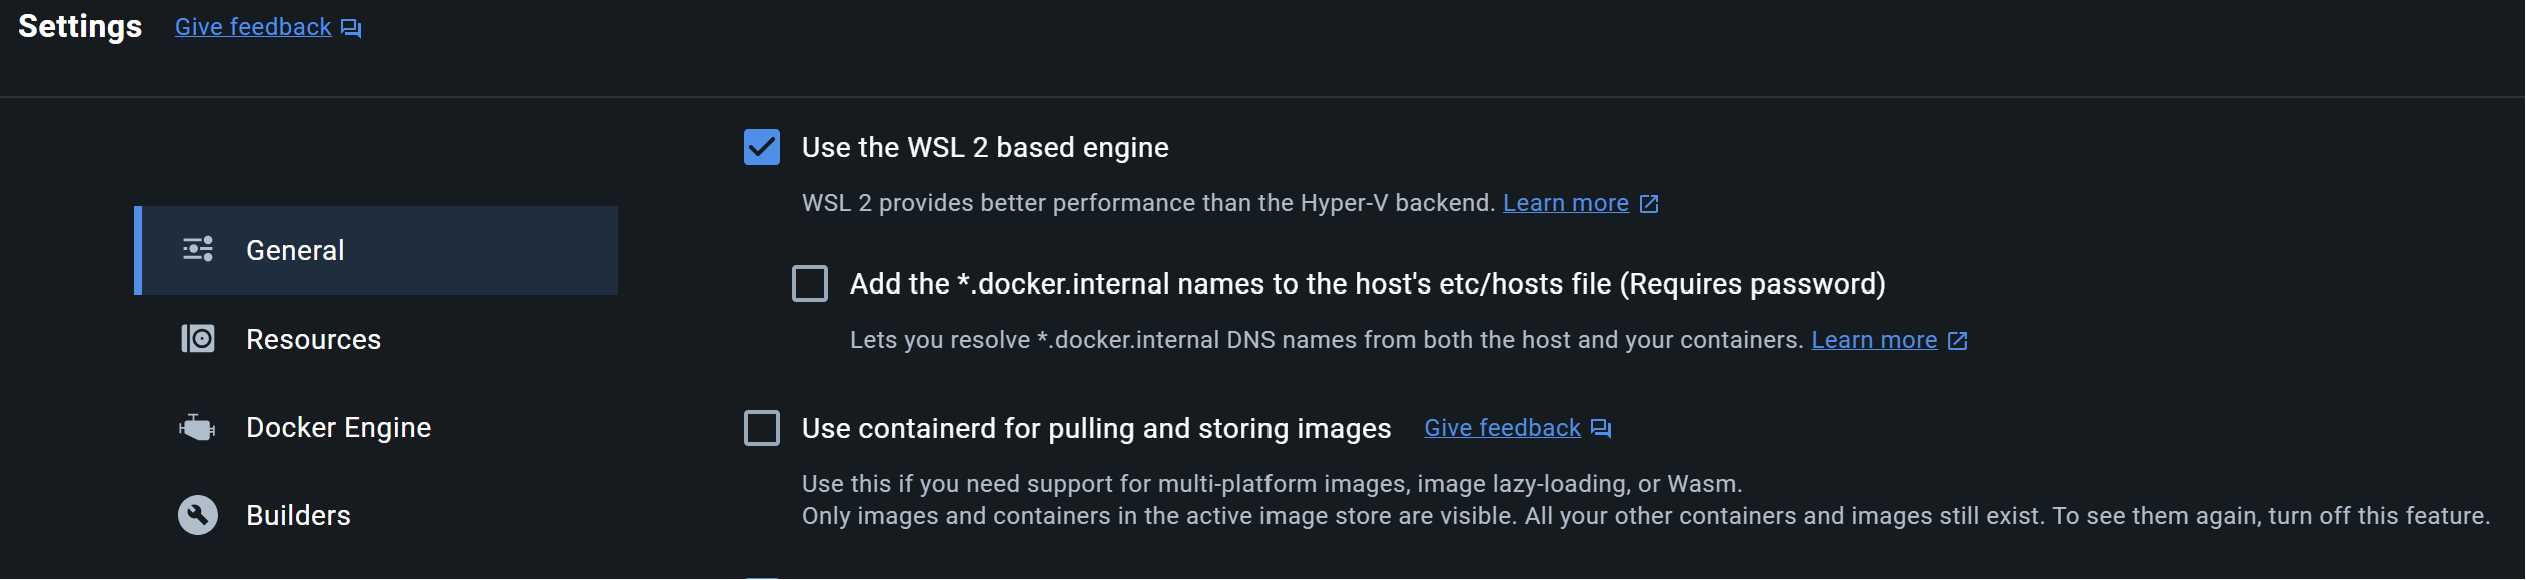 Settings Give feedback
Use the WSL 2 based engine
WSL 2 provides better performance than the Hyper-V backend. Learn more
General
Add the *.docker.internal names to the host's etc/hosts file (Requires password)
Resources
Lets you resolve *.docker.internal DNS names from both the host and your containers. Learn more
Docker Engine
Use containerd for pulling and storing images Give feedback
Use this if you need support for multi-platform images, image lazy-loading, or Wasm.
Builders
Only images and containers in the active image store are visible. All your other containers and images still exist. To see them again, turn off this feature.